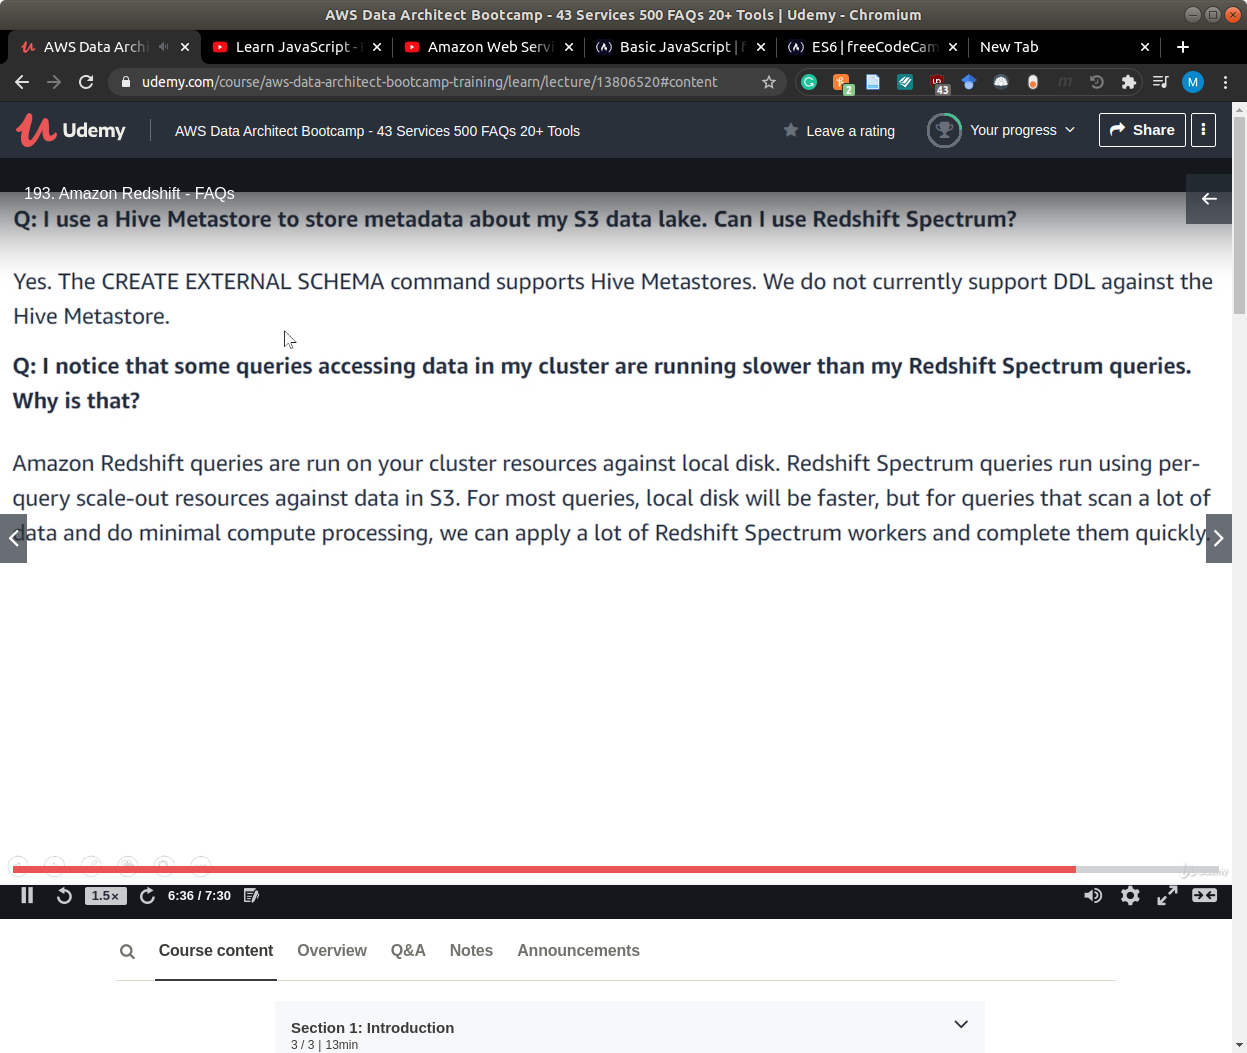 AWS Data Architect Bootcamp - 43 Services 500 FAQs 20+ Tools | Udemy - Chromium
AWS Data Archi
Learn JavaScript -
Amazon Web Servi
Basic JavaScript | f
ES6 | freeCodeCam
New Tab
udemy.com/course/aws-data-architect-bootcamp-training/learn/lecture/13806520#content
2
43
M
Udemy
AWS Data Architect Bootcamp - 43 Services 500 FAQs 20+ Tools
Leave a rating
Your progress
Share
193. Amazon Redshift - FAQs
Q: I use a Hive Metastore to store metadata about my S3 data lake. Can I use Redshift Spectrum?
Yes. The CREATE EXTERNAL SCHEMA command supports Hive Metastores. We do not currently support DDL against the
Hive Metastore.
Q: I notice that some queries accessing data in my cluster are running slower than my Redshift Spectrum queries.
Why is that?
Amazon Redshift queries are run on your cluster resources against local disk. Redshift Spectrum queries run using per-
query scale-out resources against data in S3. For most queries, local disk will be faster, but for queries that scan a lot of
data and do minimal compute processing, we can apply a lot of Redshift Spectrum workers and complete them quickly.
1.5×
6:36 / 7:30
Course content
Overview
Q&A
Notes
Announcements
Section 1: Introduction
3 / 3 | 13min